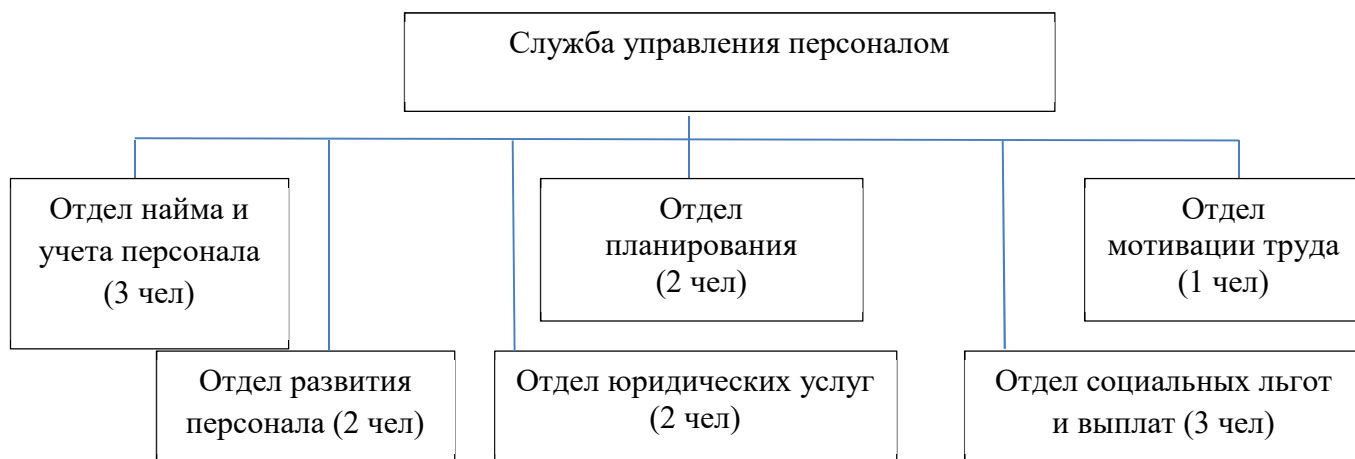 Служба управления персоналом
Отдел найма и
учета персонала
(3 чел)
Отдел
планирования
(2 чел)
Отдел
мотивации труда
(1 чел)
Отдел развития
персонала (2 чел)
Отдел юридических услуг
(2 чел)
Отдел социальных льгот
и выплат (3 чел)